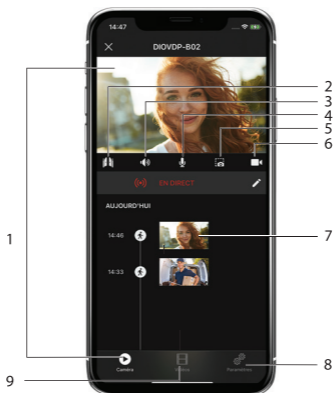 14:47
DIOVDP-B02
2
3
4
5
6
EN DIRECT
1
AUJOURD'HUI
14:46
7
14:33
Caméra
Paramètres
8
9